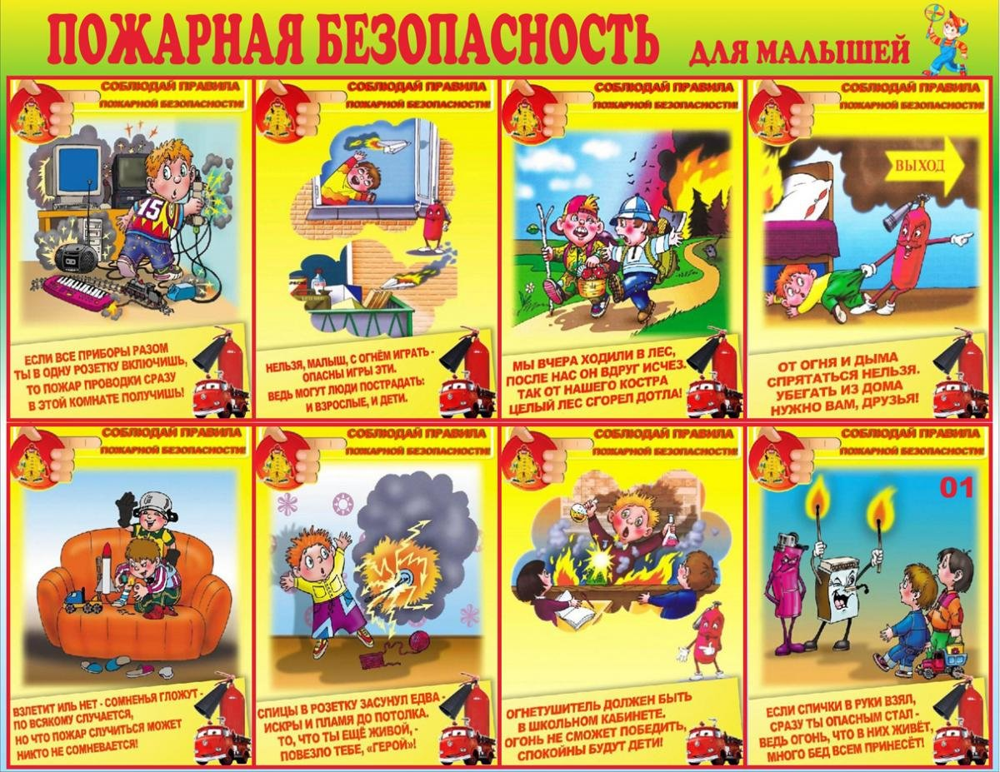 ПОЖАРНАЯ БЕЗОПАСНОСТЬ ДЛЯ МАЛЫШЕЙ
СОБЛЮДАЙ ПРАВИЛА
ПОЖАРНОЙ БЕЗОПАСНОСТИ!
15
ЕСЛИ ВСЕ ПРИБОРЫ РАЗОМ
ТЫ В ОДНУ РОЗЕТКУ ВКЛЮЧИШЬ,
ТО ПОЖАР ПРОВОДКИ СРАЗУ
В ЭТОЙ КОМНАТЕ ПОЛУЧИШЬ!
СОБЛЮДАЙ ПРАВИЛА
ПОЖАРНОЙ БЕЗОПАСНОСТИ!
НЕЛЬЗЯ, МАЛЫШ, С ОГНЁМ ИГРАТЬ -
ОПАСНЫ ИГРЫ ЭТИ.
ВЕДЬ МОГУТ ЛЮДИ ПОСТРАДАТЬ:
И ВЗРОСЛЫЕ, И ДЕТИ.
СОБЛЮДАЙ ПРАВИЛА
ПОЖАРНОЙ БЕЗОПАСНОСТИ!
МЫ ВЧЕРА ХОДИЛИ В ЛЕС,
ПОСЛЕ НАС ОН ВДРУГ ИСЧЕЗ.
ТАК ОТ НАШЕГО КОСТРА
ЦЕЛЫЙ ЛЕС СГОРЕЛ ДОТЛА!
СОБЛЮДАЙ ПРАВИЛА
ПОЖАРНОЙ БЕЗОПАСНОСТИ!
ВЫХОД
ОТ ОГНЯ И ДЫМА
СПРЯТАТЬСЯ НЕЛЬЗЯ.
УБЕГАТЬ ИЗ ДОМА
НУЖНО ВАМ, ДРУЗЬЯ!
СОБЛЮДАЙ ПРАВИЛА
ПОЖАРНОЙ БЕЗОПАСНОСТИ!
ВЗЛЕТИТ ИЛЬ НЕТ - СОМНЕНЬЯ ГЛОЖУТ -
ПО ВСЯКОМУ СЛУЧАЕТСЯ,
НО ЧТО ПОЖАР СЛУЧИТЬСЯ МОЖЕТ
НИКТО НЕ СОМНЕВАЕТСЯ!
СОБЛЮДАЙ ПРАВИЛА
ПОЖАРНОЙ БЕЗОПАСНОСТИ!
СПИЦЫ В РОЗЕТКУ ЗАСУНУЛ ЕДВА -
ИСКРЫ И ПЛАМЯ ДО ПОТОЛКА.
ТО, ЧТО ТЫ ЕЩЁ ЖИВОЙ, -
ПОВЕЗЛО ТЕБЕ, «ГЕРОЙ»!
СОБЛЮДАЙ ПРАВИЛА
ПОЖАРНОЙ БЕЗОПАСНОСТИ!
ОГНЕТУШИТЕЛЬ ДОЛЖЕН БЫТЬ
В ШКОЛЬНОМ КАБИНЕТЕ.
ОГОНЬ НЕ СМОЖЕТ ПОБЕДИТЬ,
СПОКОЙНЫ БУДУТ ДЕТИ!
СОБЛЮДАЙ ПРАВИЛА
ПОЖАРНОЙ БЕЗОПАСНОСТИ!
01
ЕСЛИ СПИЧКИ В РУКИ ВЗЯЛ,
СРАЗУ ТЫ ОПАСНЫМ СТАЛ -
ВЕДЬ ОГОНЬ, ЧТО В НИХ ЖИВЁТ,
МНОГО БЕД ВСЕМ ПРИНЕСЁТ!